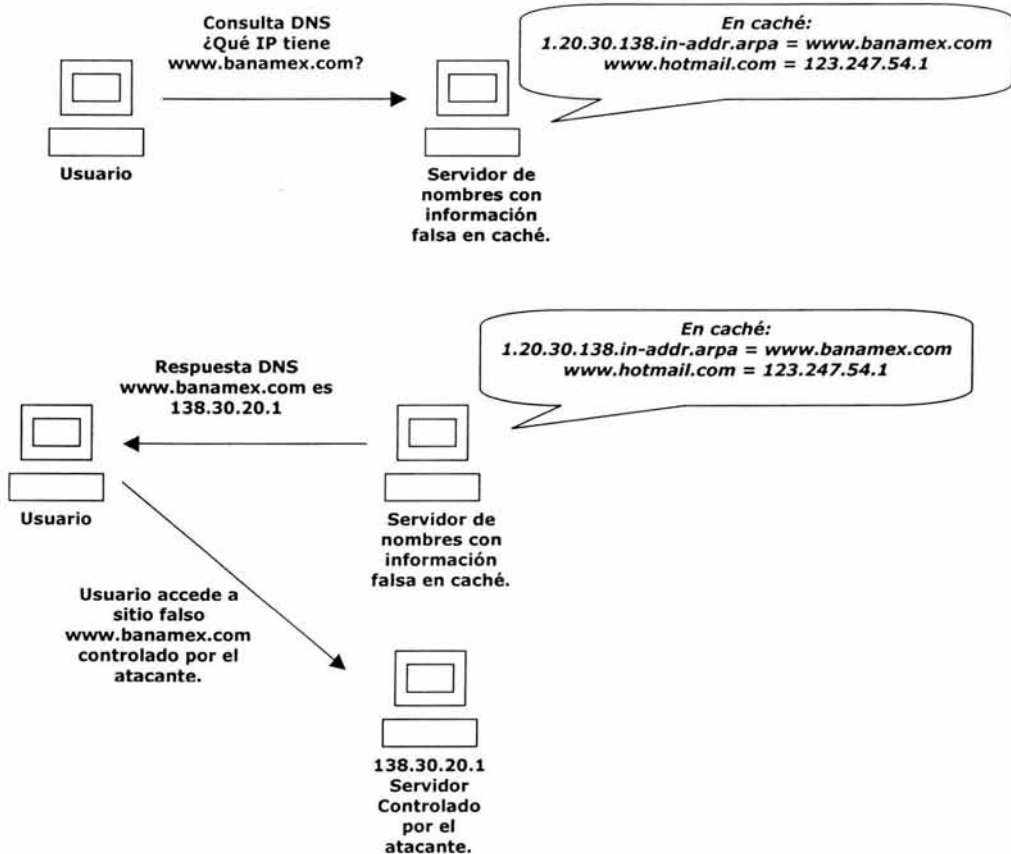 Consulta DNS
¿Qué IP tiene
www.banamex.com?
En caché:
1.20.30.138.in-addr.arpa = www.banamex.com
www.hotmail.com = 123.247.54.1
Usuario
Servidor de
nombres con
información
falsa en caché.
En caché:
1.20.30.138.in-addr.arpa = www.banamex.com
www.hotmail.com = 123.247.54.1
Respuesta DNS
www.banamex.com es
138.30.20.1
Usuario
Servidor de
nombres con
información
falsa en caché.
Usuario accede a
sitio falso
www.banamex.com
controlado por el
atacante.
138.30.20.1
Servidor
Controlado
por el
atacante.